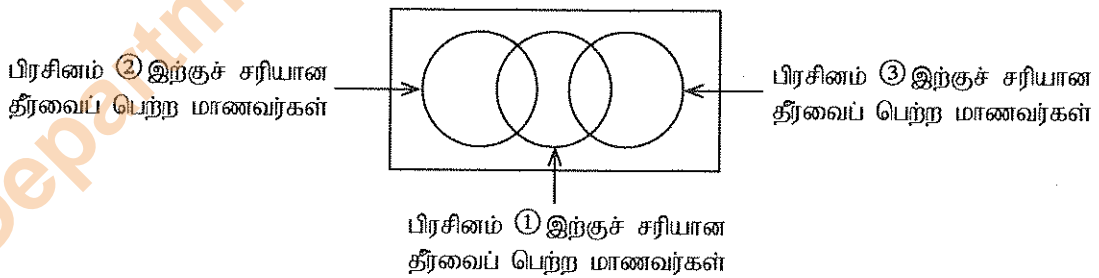 பிரசினம் ② இற்குச் சரியான
தீர்வைப் பெற்ற மாணவர்கள்
பிரசினம் ③ இற்குச் சரியான
தீர்வைப் பெற்ற மாணவர்கள்
பிரசினம் ① இற்குச் சரியான
தீர்வைப் பெற்ற மாணவர்கள்